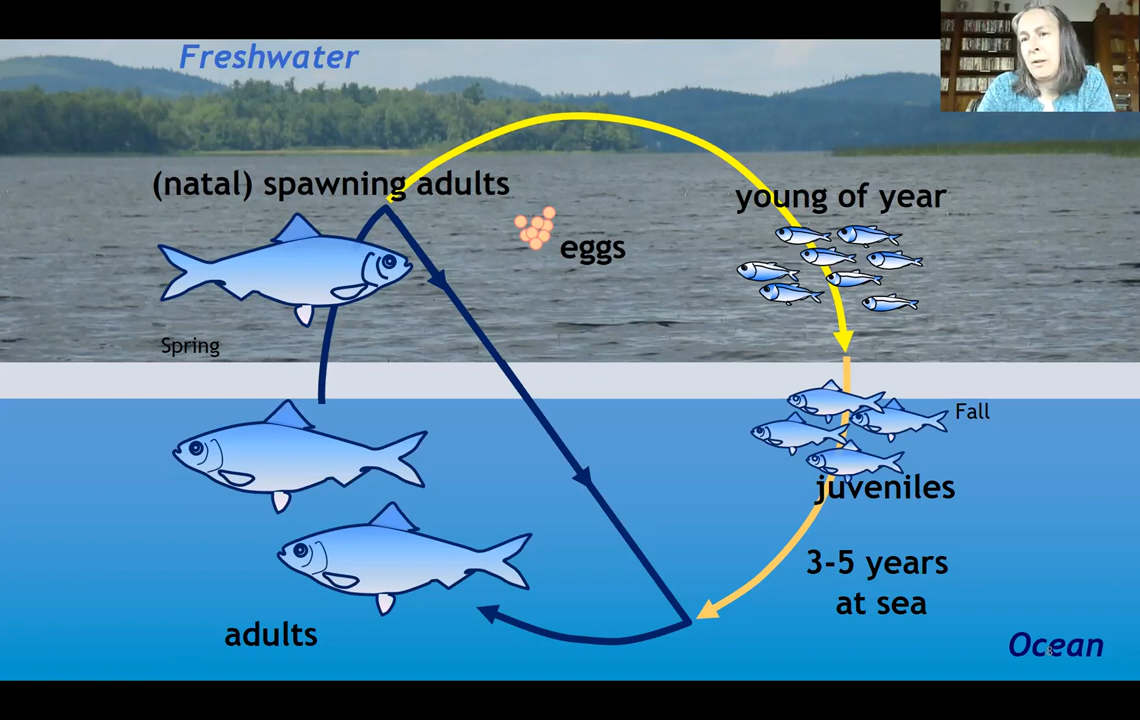 Freshwater
(natal) spawning adults
young of year
eggs
Spring
Fall
juveniles
3-5 years
at sea
adults
Ocean